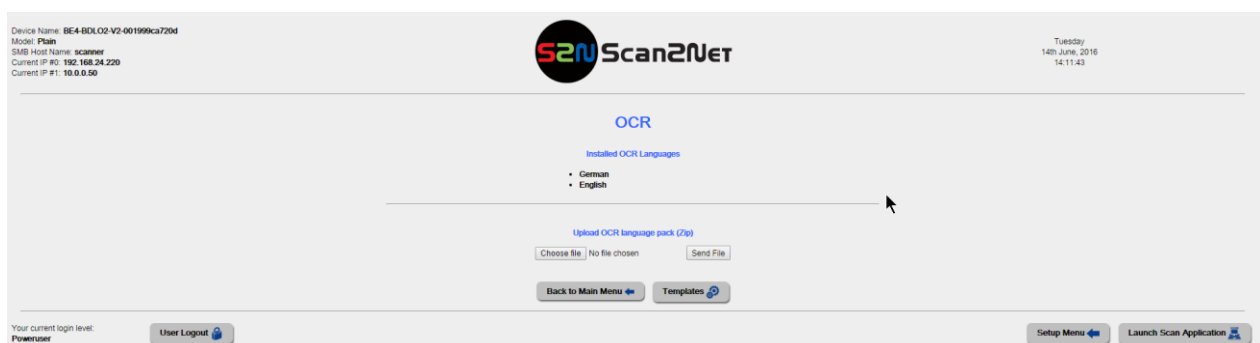 Device Name: BE4-BDLO2-V2-001999ca720d
Model: Plain
SMB Host Name: scanner
Current IP #0: 192.168.24.220
Current IP #1: 10.0.0.50
S2N Scan2Net
Tuesday
14th June, 2016
14:11:43
OCR
Installed OCR Languages
• German
• English
Upload OCR language pack (Zip)
Choose file No file chosen Send File
Back to Main Menu Templates
Your current login level:
Poweruser
User Logout
Setup Menu Launch Scan Application